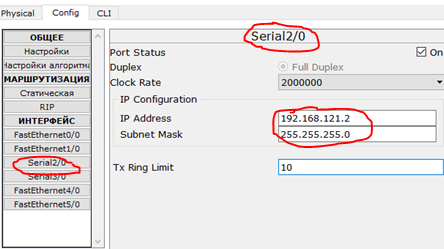 Physical Config CLI
ОБЩЕЕ
Настройки
Настройки алгоритма
МАРШРУТИЗАЦИЯ
Статическая
RIP
ИНТЕРФЕЙС
FastEthernet0/0
FastEthernet1/0
Serial2/0
Serial3/0
FastEthernet4/0
FastEthernet5/0
Serial2/0
Port Status On
Duplex Full Duplex
Clock Rate 2000000
IP Configuration
IP Address 192.168.121.2
Subnet Mask 255.255.255.0
Tx Ring Limit 10